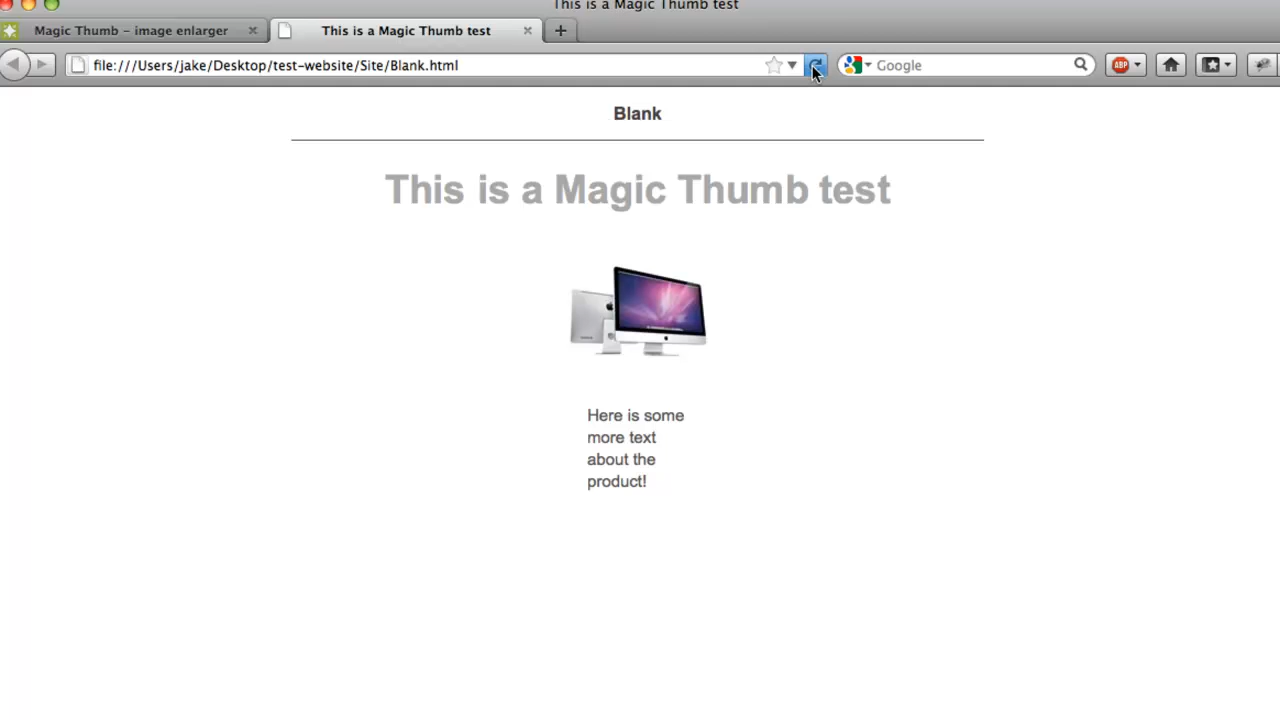 This is a Magic Thumb test
Magic Thumb – image enlarger
This is a Magic Thumb test
file:///Users/jake/Desktop/test-website/Site/Blank.html
Google
ABP
Blank
This is a Magic Thumb test
Here is some
more text
about the
product!